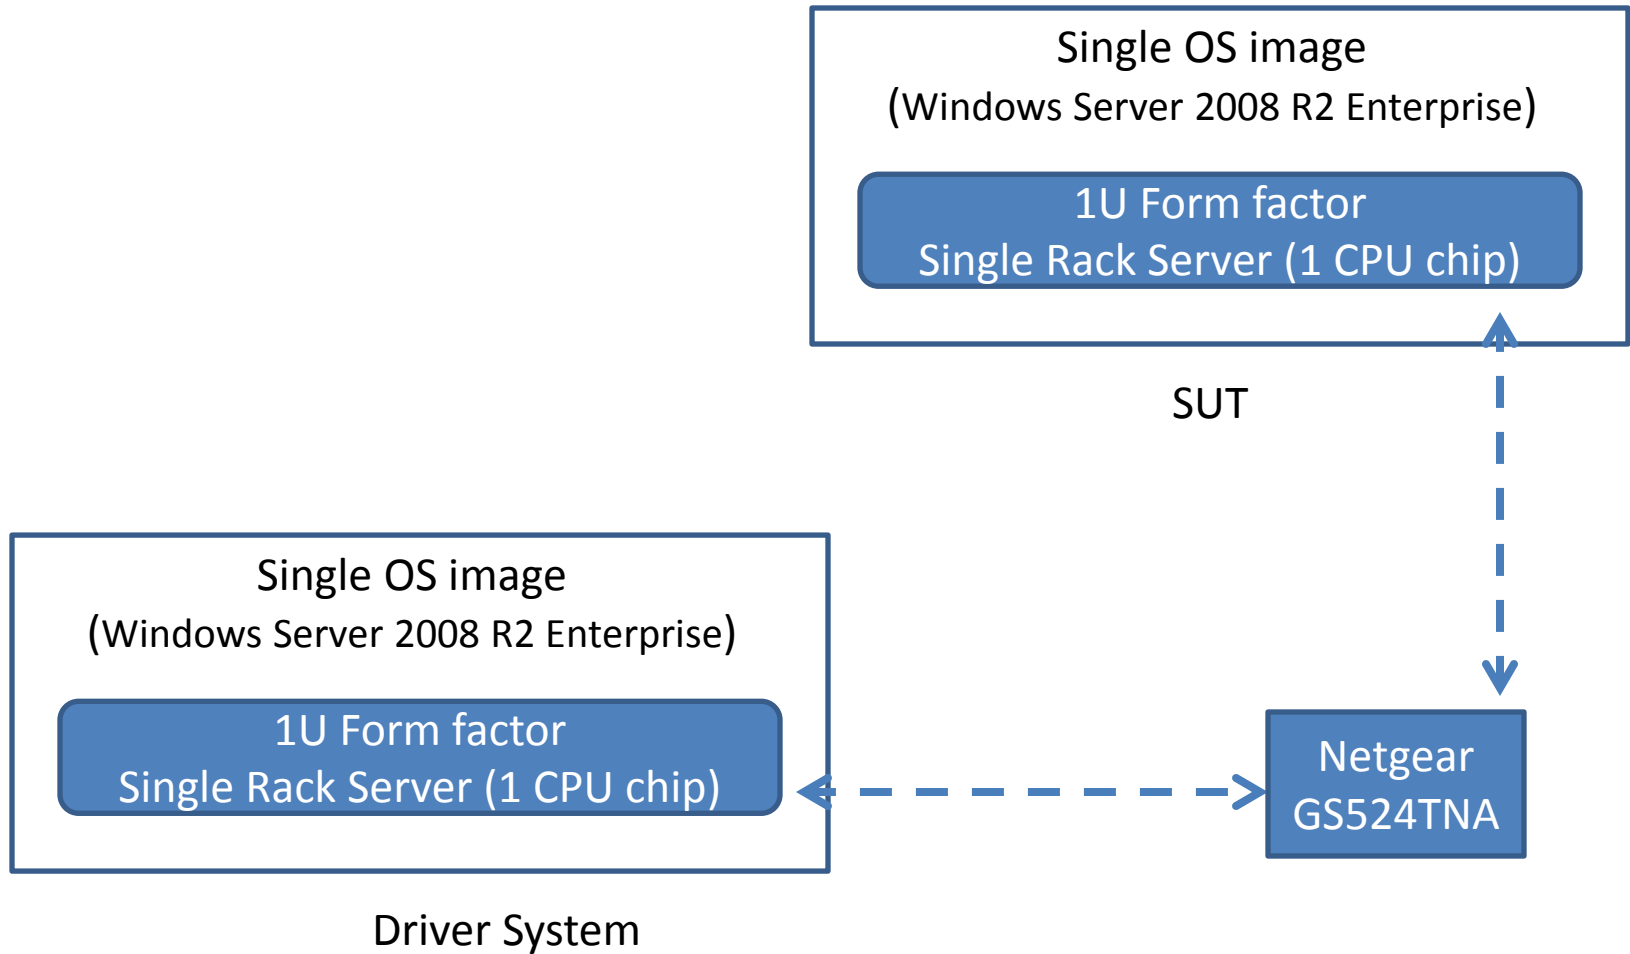 Single OS image
(Windows Server 2008 R2 Enterprise)
1U Form factor
Single Rack Server (1 CPU chip)
SUT
Single OS image
(Windows Server 2008 R2 Enterprise)
1U Form factor
Single Rack Server (1 CPU chip)
Driver System
Netgear
GS524TNA